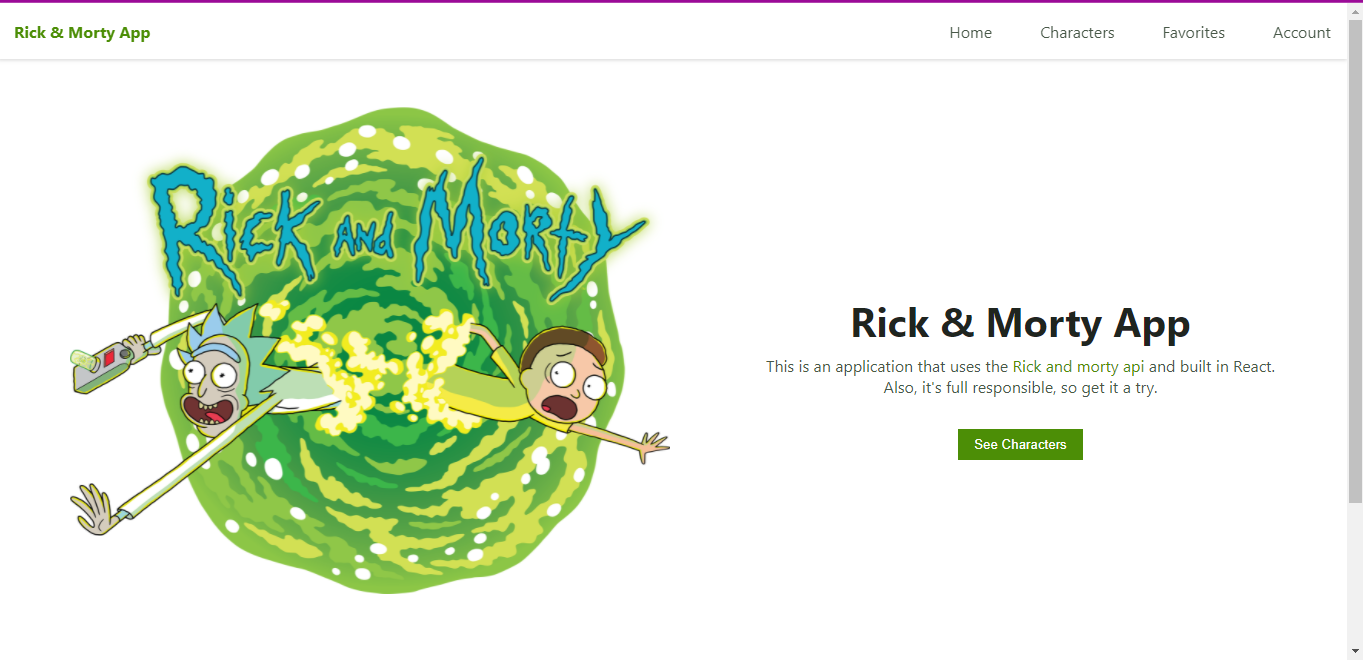 Rick & Morty App
Home Characters Favorites Account
Rick and Morty
Rick & Morty App
This is an application that uses the Rick and morty api and built in React.
Also, it's full responsible, so get it a try.
See Characters